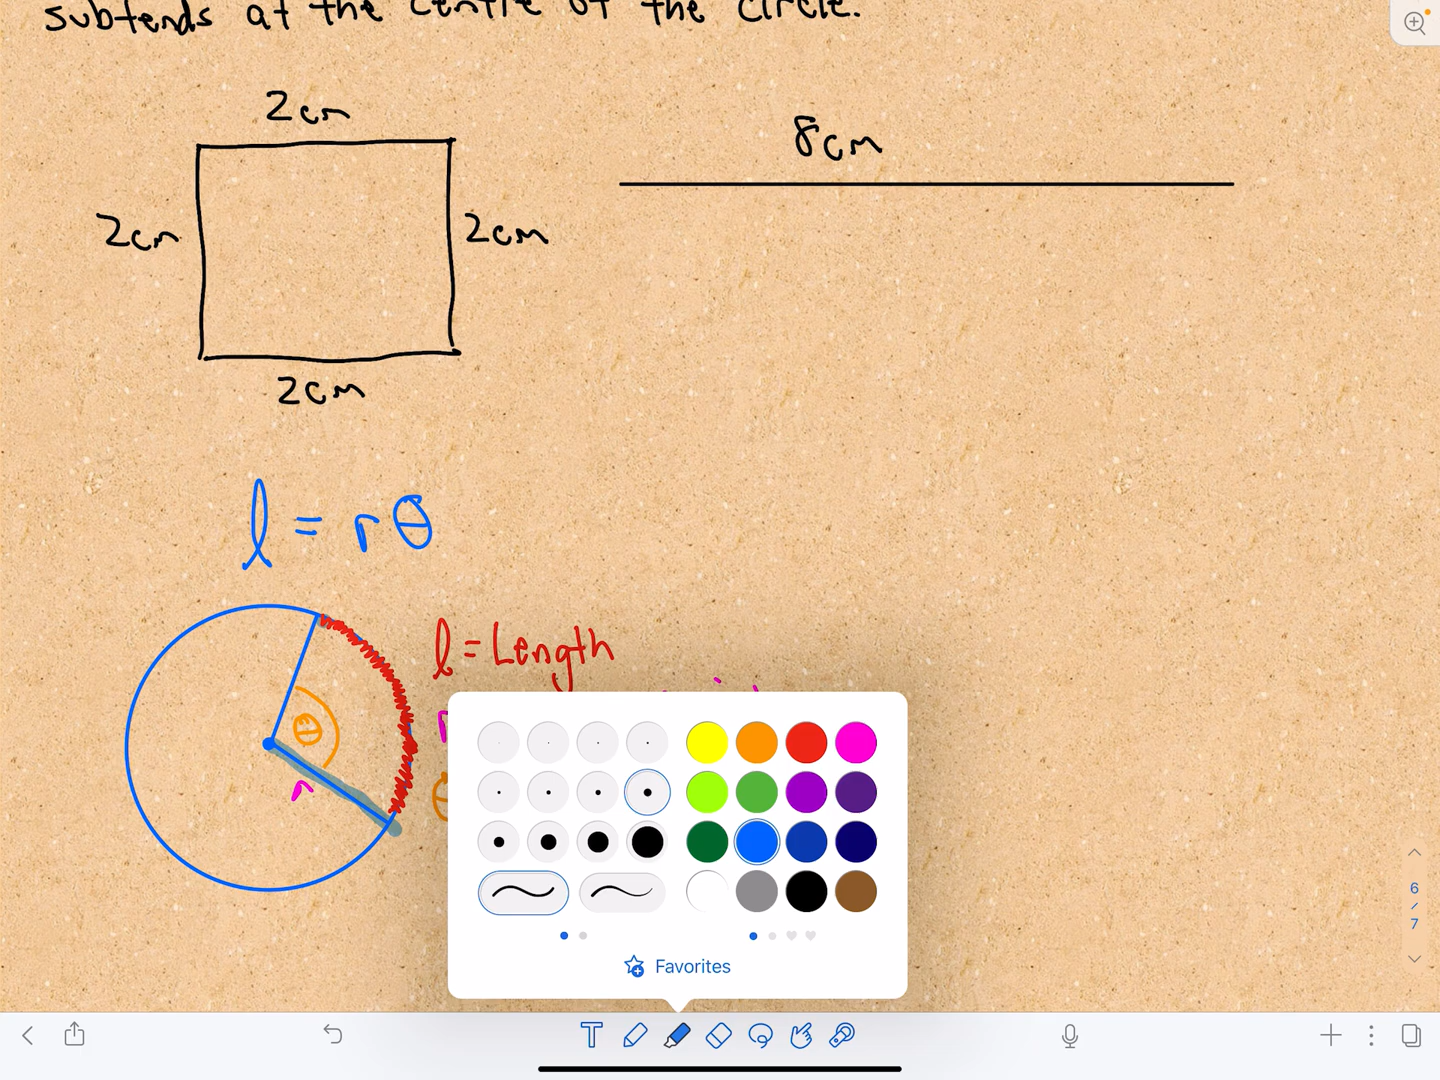 subtends at the centre of the circle.
2cm
8cm
2cm
2cm
2cm
l = rθ
l = Length
θ
r
r
θ
Favorites
6
/
7
T